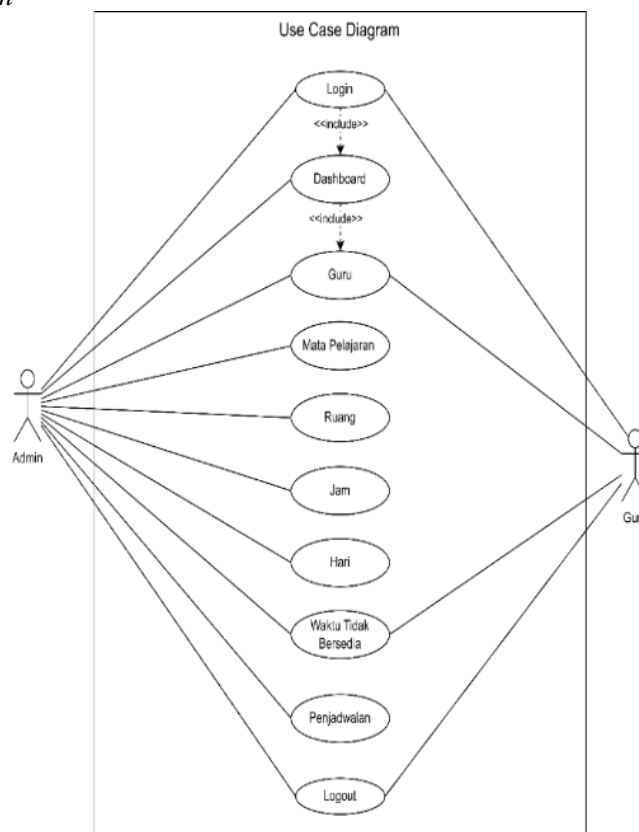 n
Use Case Diagram
Login
<<include>>
Dashboard
<<include>>
Guru
Mata Pelajaran
Ruang
Admin
Jam
Gur
Hari
Waktu Tidak
Bersedia
Penjadwalan
Logout